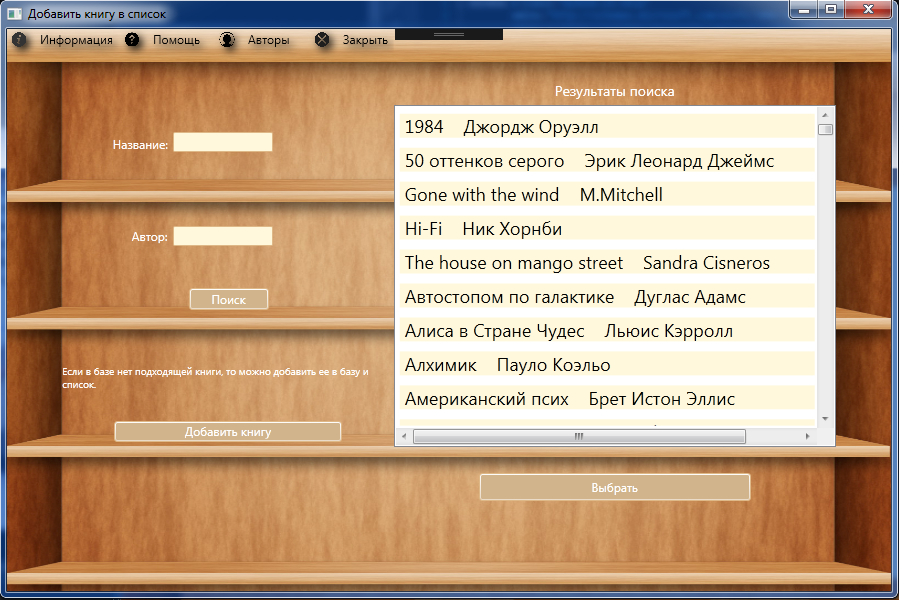 Добавить книгу в список
Информация Помощь Авторы Закрыть
Результаты поиска
Название:
Автор:
Поиск
Если в базе нет подходящей книги, то можно добавить ее в базу и
список.
Добавить книгу
1984 Джордж Оруэлл
50 оттенков серого Эрик Леонард Джеймс
Gone with the wind M.Mitchell
Hi-Fi Ник Хорнби
The house on mango street Sandra Cisneros
Автостопом по галактике Дуглас Адамс
Алиса в Стране Чудес Льюис Кэрролл
Алхимик Пауло Коэльо
Американский псих Брет Истон Эллис
Выбрать